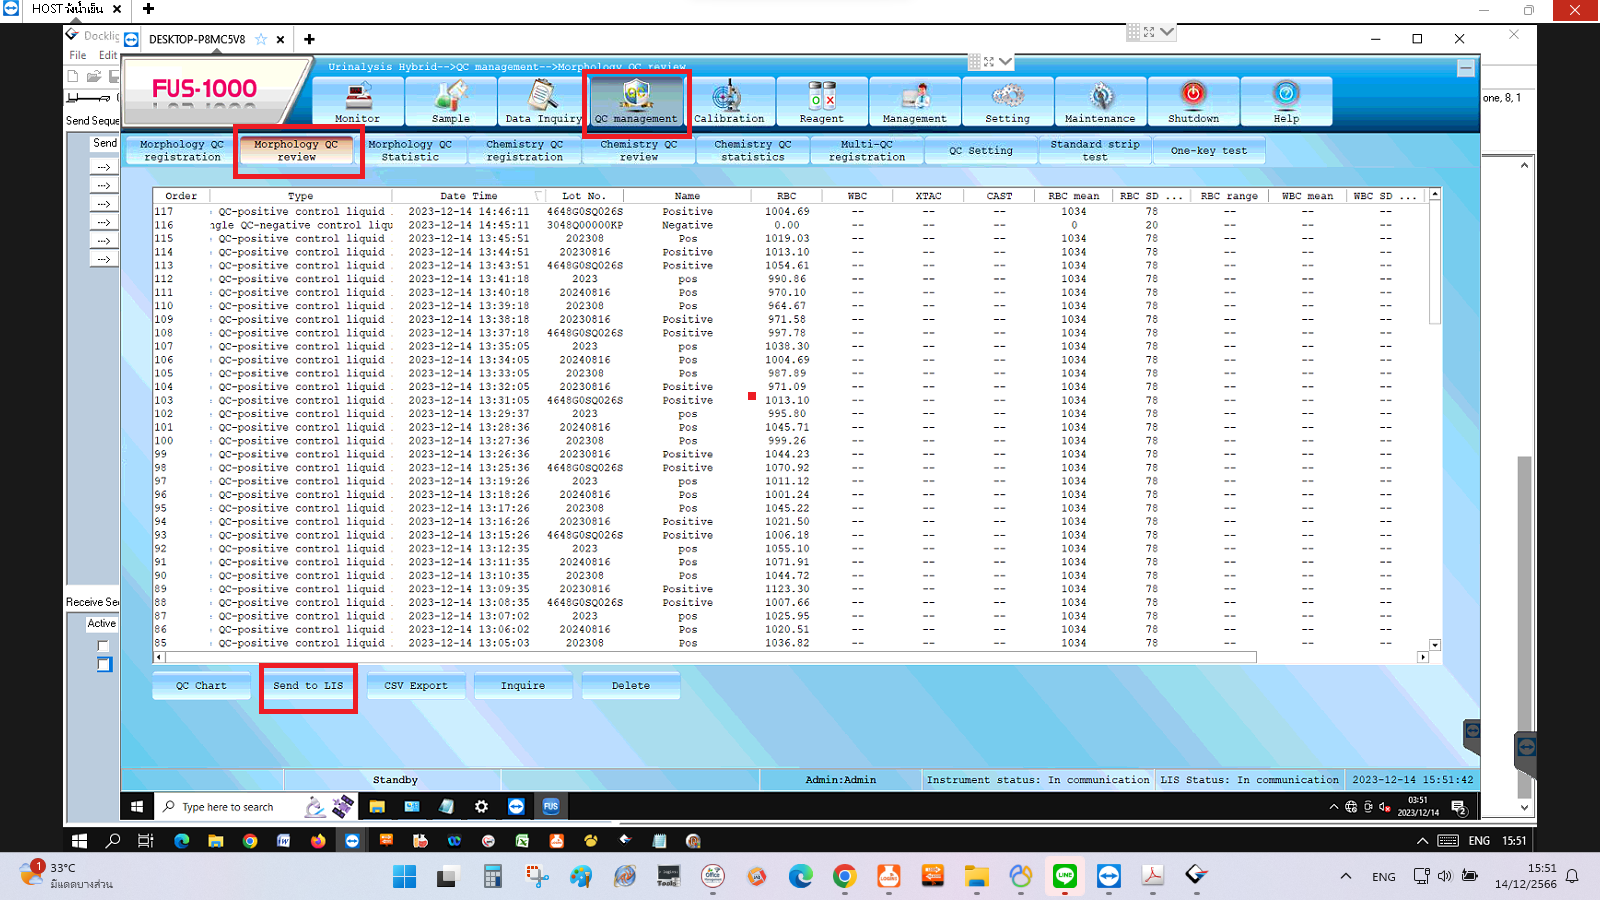 HOST วังน้ำเย็น
Docklig
DESKTOP-P8MC5V8
File Edit
Send Seque
Send
one, 8, 1
FUS-1000
Urinalysis Hybrid-->QC management-->Morphology QC review
Monitor Sample Data Inquiry QC management Calibration Reagent Management Setting Maintenance Shutdown Help
Morphology QC registration
Morphology QC review
Morphology QC Statistic
Chemistry QC registration
Chemistry QC review
Chemistry QC statistics
Multi-QC registration
QC Setting
Standard strip test
One-key test
Order Type Date Time Lot No. Name RBC WBC XTAC CAST RBC mean RBC SD ... RBC range WBC mean WBC SD ...
117 QC-positive control liquid 2023-12-14 14:46:11 4648G0SQ026S Positive 1004.69 -- -- -- 1034 78 -- -- --
116 ngle QC-negative control liqu 2023-12-14 14:45:11 3048Q00000KP Negative 0.00 -- -- -- 0 20 -- -- --
115 QC-positive control liquid 2023-12-14 13:45:51 202308 Pos 1019.03 -- -- -- 1034 78 -- -- --
114 QC-positive control liquid 2023-12-14 13:44:51 20230816 Positive 1013.10 -- -- -- 1034 78 -- -- --
113 QC-positive control liquid 2023-12-14 13:43:51 4648G0SQ026S Positive 1054.61 -- -- -- 1034 78 -- -- --
112 QC-positive control liquid 2023-12-14 13:41:18 2023 pos 990.86 -- -- -- 1034 78 -- -- --
111 QC-positive control liquid 2023-12-14 13:40:18 20240816 Pos 970.10 -- -- -- 1034 78 -- -- --
110 QC-positive control liquid 2023-12-14 13:39:18 202308 Pos 964.67 -- -- -- 1034 78 -- -- --
109 QC-positive control liquid 2023-12-14 13:38:18 20230816 Positive 971.58 -- -- -- 1034 78 -- -- --
108 QC-positive control liquid 2023-12-14 13:37:18 4648G0SQ026S Positive 997.78 -- -- -- 1034 78 -- -- --
107 QC-positive control liquid 2023-12-14 13:35:05 2023 pos 1038.30 -- -- -- 1034 78 -- -- --
106 QC-positive control liquid 2023-12-14 13:34:05 20240816 Pos 1004.69 -- -- -- 1034 78 -- -- --
105 QC-positive control liquid 2023-12-14 13:33:05 202308 Pos 987.89 -- -- -- 1034 78 -- -- --
104 QC-positive control liquid 2023-12-14 13:32:05 20230816 Positive 971.09 -- -- -- 1034 78 -- -- --
103 QC-positive control liquid 2023-12-14 13:31:05 4648G0SQ026S Positive 1013.10 -- -- -- 1034 78 -- -- --
102 QC-positive control liquid 2023-12-14 13:29:37 2023 pos 995.80 -- -- -- 1034 78 -- -- --
101 QC-positive control liquid 2023-12-14 13:28:36 20240816 Pos 1045.71 -- -- -- 1034 78 -- -- --
100 QC-positive control liquid 2023-12-14 13:27:36 202308 Pos 999.26 -- -- -- 1034 78 -- -- --
99 QC-positive control liquid 2023-12-14 13:26:36 20230816 Positive 1044.23 -- -- -- 1034 78 -- -- --
98 QC-positive control liquid 2023-12-14 13:25:36 4648G0SQ026S Positive 1070.92 -- -- -- 1034 78 -- -- --
97 QC-positive control liquid 2023-12-14 13:19:26 2023 pos 1011.12 -- -- -- 1034 78 -- -- --
96 QC-positive control liquid 2023-12-14 13:18:26 20240816 Pos 1001.24 -- -- -- 1034 78 -- -- --
95 QC-positive control liquid 2023-12-14 13:17:26 202308 Pos 1045.22 -- -- -- 1034 78 -- -- --
94 QC-positive control liquid 2023-12-14 13:16:26 20230816 Positive 1021.50 -- -- -- 1034 78 -- -- --
93 QC-positive control liquid 2023-12-14 13:15:26 4648G0SQ026S Positive 1006.18 -- -- -- 1034 78 -- -- --
92 QC-positive control liquid 2023-12-14 13:12:35 2023 pos 1055.10 -- -- -- 1034 78 -- -- --
91 QC-positive control liquid 2023-12-14 13:11:35 20240816 Pos 1071.91 -- -- -- 1034 78 -- -- --
90 QC-positive control liquid 2023-12-14 13:10:35 202308 Pos 1044.72 -- -- -- 1034 78 -- -- --
89 QC-positive control liquid 2023-12-14 13:09:35 20230816 Positive 1123.30 -- -- -- 1034 78 -- -- --
88 QC-positive control liquid 2023-12-14 13:08:35 4648G0SQ026S Positive 1007.66 -- -- -- 1034 78 -- -- --
87 QC-positive control liquid 2023-12-14 13:07:02 2023 pos 1025.95 -- -- -- 1034 78 -- -- --
86 QC-positive control liquid 2023-12-14 13:06:02 20240816 Pos 1020.51 -- -- -- 1034 78 -- -- --
85 QC-positive control liquid 2023-12-14 13:05:03 202308 Pos 1036.82 -- -- -- 1034 78 -- -- --
Receive Se
Active
QC Chart Send to LIS CSV Export Inquire Delete
Standby Admin:Admin Instrument status: In communication LIS Status: In communication 2023-12-14 15:51:42
Type here to search
FUS
03:51
2023/12/14
2
ENG 15:51
1
33°C
มีแดดบางส่วน
ENG
15:51
14/12/2566